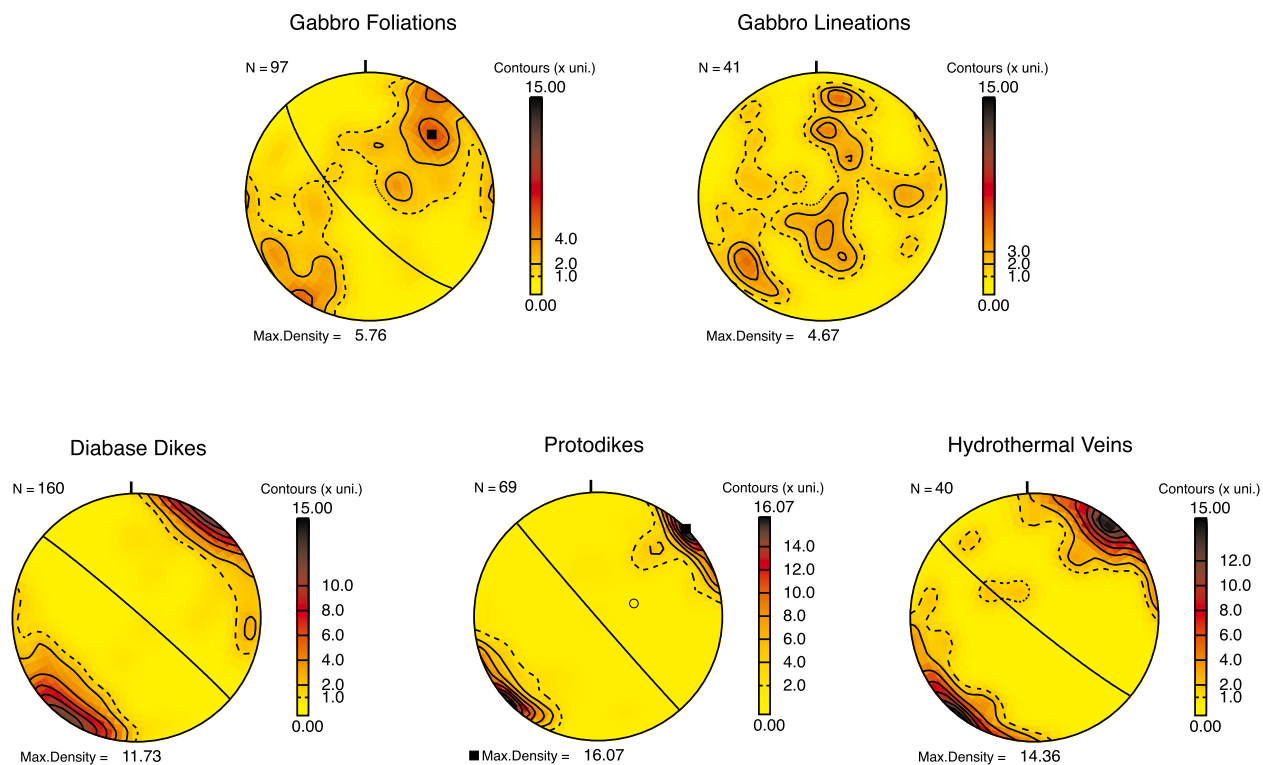 Gabbro Foliations
Gabbro Lineations
N = 97
Contours (x uni.)
15.00
4.0
2.0
1.0
0.00
Max.Density = 5.76
N = 41
Contours (x uni.)
15.00
3.0
2.0
1.0
0.00
Max.Density = 4.67
Diabase Dikes
Protodikes
Hydrothermal Veins
N = 160
Contours (x uni.)
15.00
10.0
8.0
6.0
4.0
2.0
1.0
0.00
Max.Density = 11.73
N = 69
Contours (x uni.)
16.07
14.0
12.0
10.0
8.0
6.0
4.0
2.0
0.00
Max.Density = 16.07
N = 40
Contours (x uni.)
15.00
12.0
10.0
8.0
6.0
4.0
2.0
1.0
0.00
Max.Density = 14.36